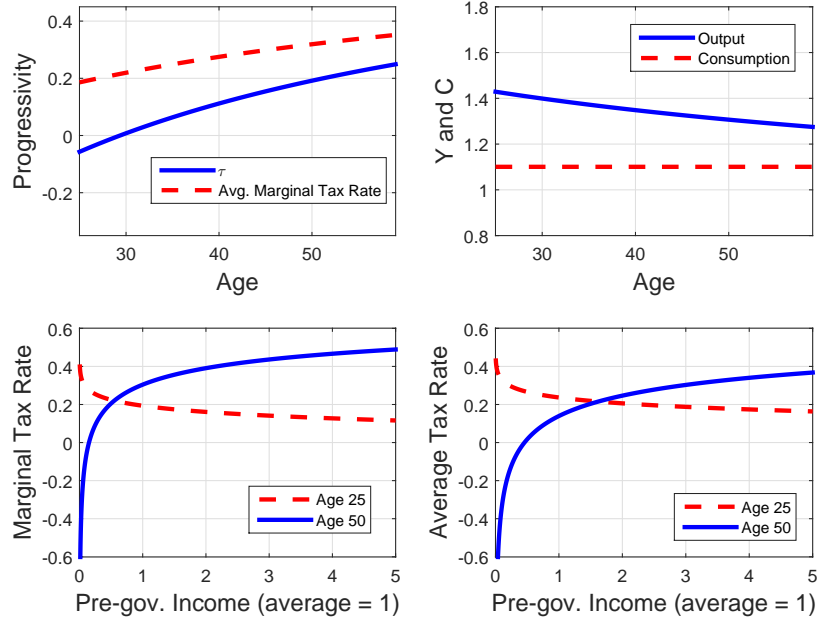 0.4
0.2
0
-0.2
Progressivity
τ
Avg. Marginal Tax Rate
30
40
50
Age
1.8
1.6
1.4
1.2
1
0.8
Y and C
Output
Consumption
30
40
50
Age
0.6
0.4
0.2
0
-0.2
-0.4
-0.6
Marginal Tax Rate
Age 25
Age 50
0
1
2
3
4
5
Pre-gov. Income (average = 1)
0.6
0.4
0.2
0
-0.2
-0.4
-0.6
Average Tax Rate
Age 25
Age 50
0
1
2
3
4
5
Pre-gov. Income (average = 1)